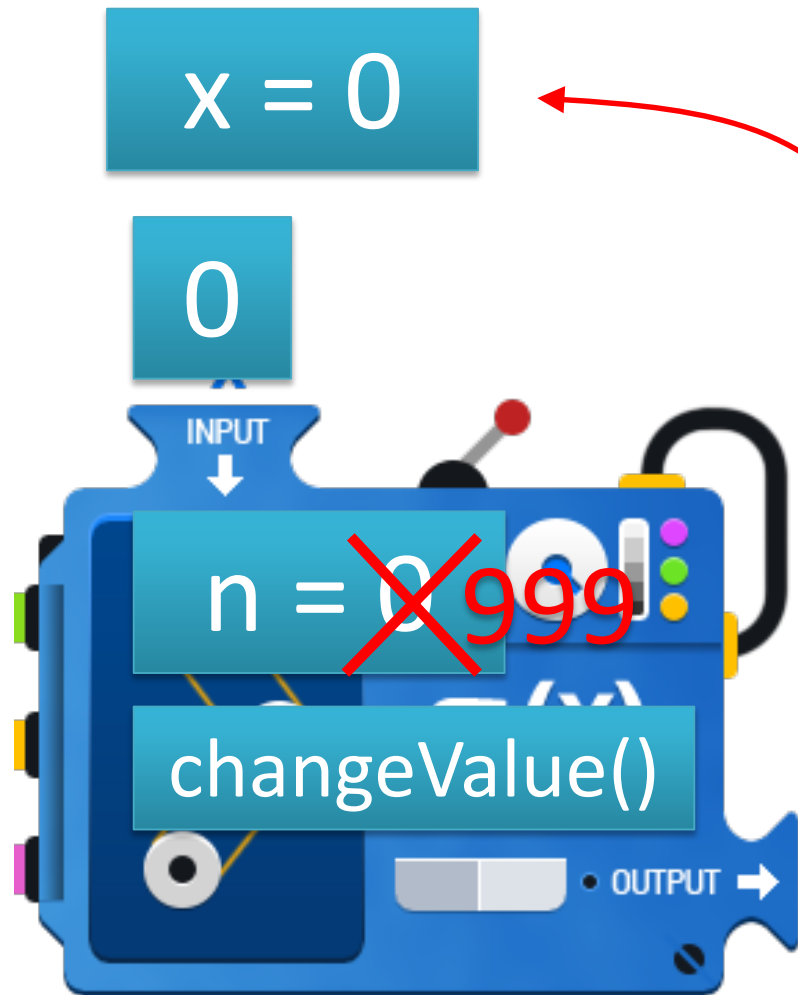 x = 0
0
INPUT
n = 0 999
(x)
changeValue()
OUTPUT